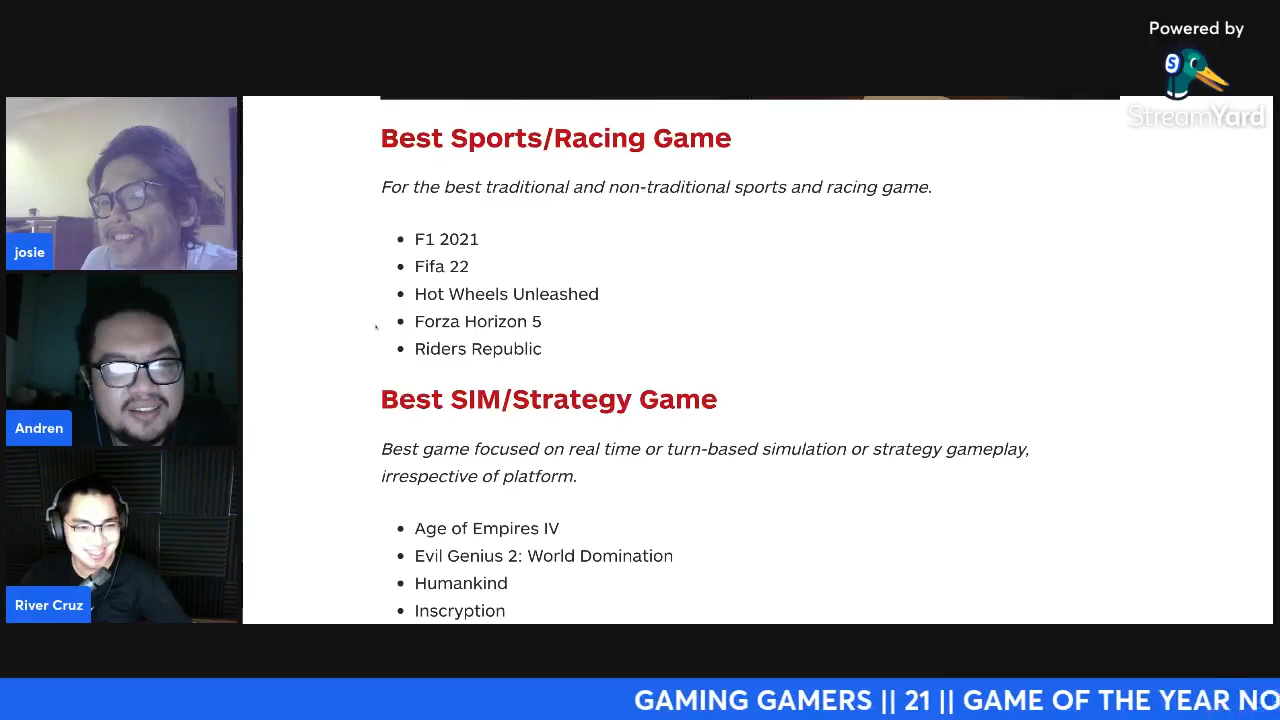 Powered by
StreamYard
Best Sports/Racing Game
For the best traditional and non-traditional sports and racing game.
• F1 2021
• Fifa 22
• Hot Wheels Unleashed
• Forza Horizon 5
• Riders Republic
Best SIM/Strategy Game
Best game focused on real time or turn-based simulation or strategy gameplay,
irrespective of platform.
• Age of Empires IV
• Evil Genius 2: World Domination
• Humankind
• Inscryption
josie
Andren
River Cruz
GAMING GAMERS || 21 || GAME OF THE YEAR NO